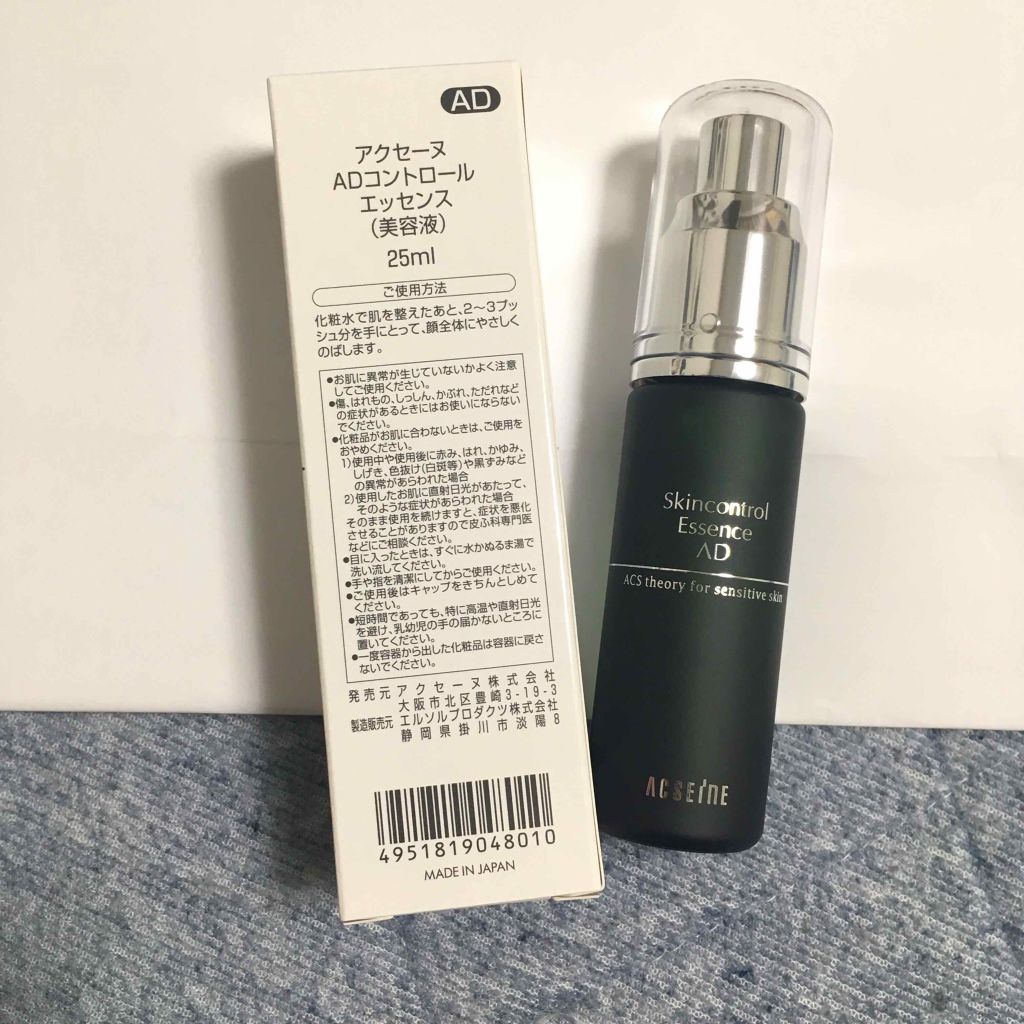 AD
アクセーヌ
ADコントロール
エッセンス
(美容液)
25ml
ご使用方法
化粧水で肌を整えたあと、2〜3プッ
シュ分を手にとって、顔全体にやさしく
のばします。
●お肌に異常が生じていないかよく注意
してご使用ください。
●傷、はれもの、しっしん、かぶれ、ただれなど
の症状があるときにはお使いにならない
でください。
●化粧品がお肌に合わないときは、ご使用を
おやめください。
1)使用中や使用後に赤み、はれ、かゆみ、
しげき、色抜け(白斑等)や黒ずみなど
の異常があらわれた場合
2)使用したお肌に直射日光があたって、
そのような症状があらわれた場合
そのまま使用を続けますと、症状を悪化
させることがありますので皮ふ科専門医
などにご相談ください。
●目に入ったときは、すぐに水かぬるま湯で
洗い流してください。
●手や指を清潔にしてからご使用ください。
●ご使用後はキャップをきちんとしめて
ください。
●短時間であっても、特に高温や直射日光
を避け、乳幼児の手の届かないところに
置いてください。
●一度容器から出した化粧品は容器に戻さ
ないでください。
発売元 アクセーヌ株式会社
大阪市北区豊崎3-19-3
製造販売元 エルソルプロダクツ株式会社
静岡県掛川市淡陽8
4951819048010
MADE IN JAPAN
Skincontrol
Essence
AD
ACS theory for sensitive skin
ACSEINE